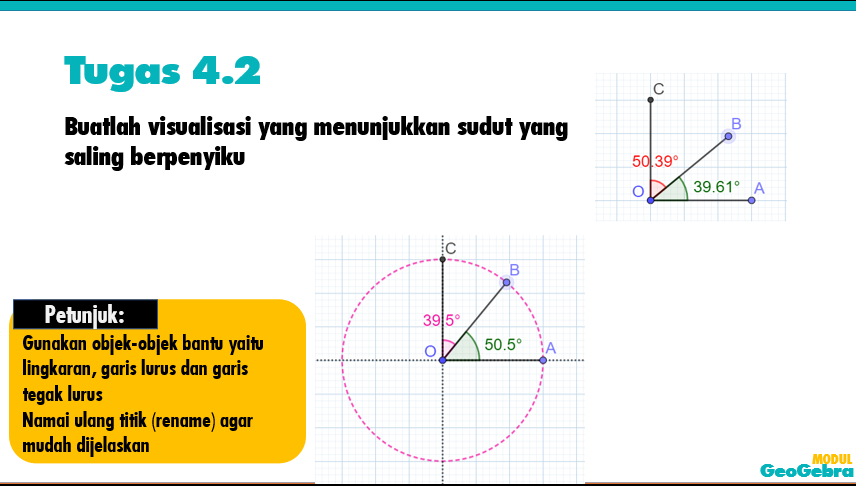 Tugas 4.2
Buatlah visualisasi yang menunjukkan sudut yang
saling berpenyiku
C
B
50.39°
39.61°
O
A
C
B
39.5°
50.5°
O
A
Petunjuk:
Gunakan objek-objek bantu yaitu
lingkaran, garis lurus dan garis
tegak lurus
Namai ulang titik (rename) agar
mudah dijelaskan
MODUL
GeoGebra